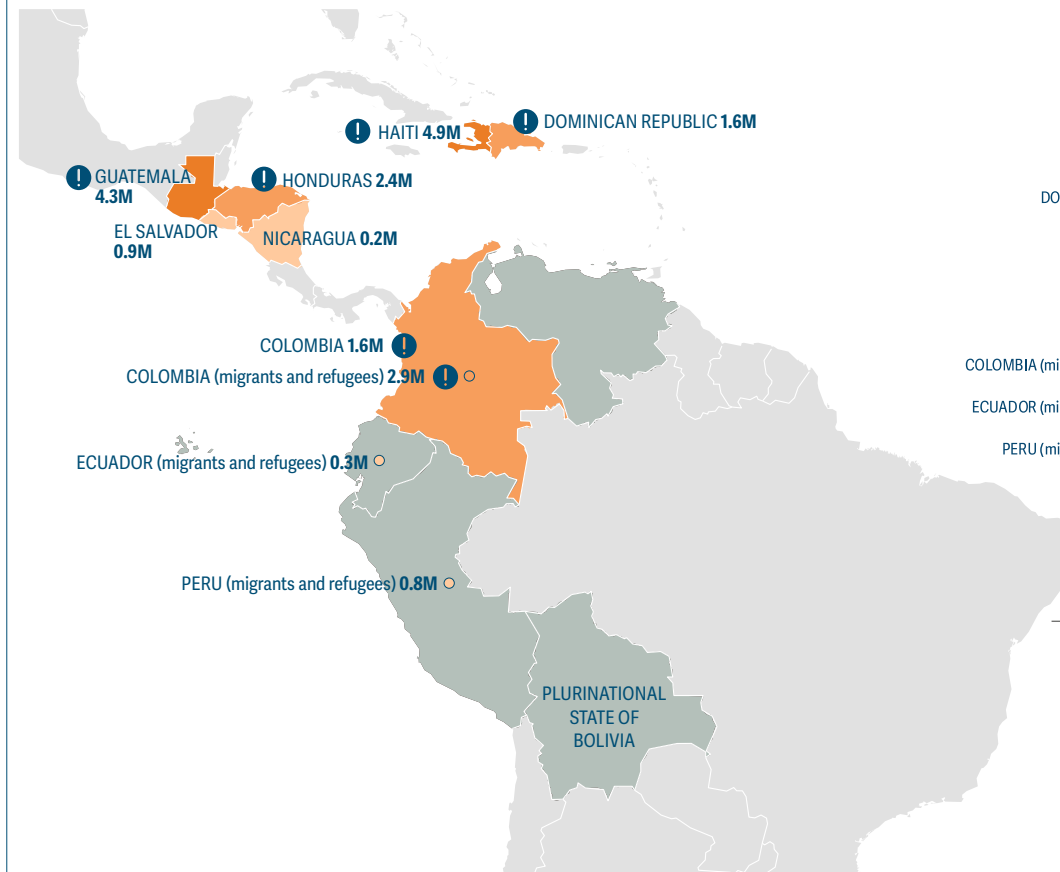 HAITI 4.9M
DOMINICAN REPUBLIC 1.6M
GUATEMALA
4.3M
HONDURAS 2.4M
DO
EL SALVADOR
0.9M
NICARAGUA 0.2M
COLOMBIA 1.6M
COLOMBIA (migrants and refugees) 2.9M
COLOMBIA (mi
ECUADOR (mi
ECUADOR (migrants and refugees) 0.3M
PERU (mi
PERU (migrants and refugees) 0.8M
PLURINATIONAL
STATE OF
BOLIVIA